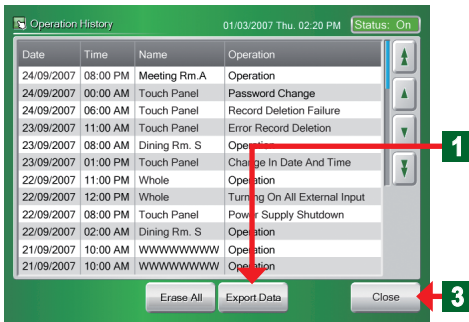 Operation History 01/03/2007 Thu. 02:20 PM Status: On
Date Time Name Operation
24/09/2007 08:00 PM Meeting Rm.A Operation
24/09/2007 00:00 AM Touch Panel Password Change
24/09/2007 06:00 AM Touch Panel Record Deletion Failure
23/09/2007 11:00 AM Touch Panel Error Record Deletion
23/09/2007 08:00 AM Dining Rm. S Operation
23/09/2007 01:00 PM Touch Panel Change In Date And Time
22/09/2007 11:00 PM Whole Operation
22/09/2007 12:00 PM Whole Turning On All External Input
22/09/2007 08:00 PM Touch Panel Power Supply Shutdown
22/09/2007 02:00 AM Dining Rm. S Operation
21/09/2007 10:00 AM WWWWWWWW Operation
21/09/2007 10:00 AM WWWWWWWW Operation
1
Erase All Export Data Close
3